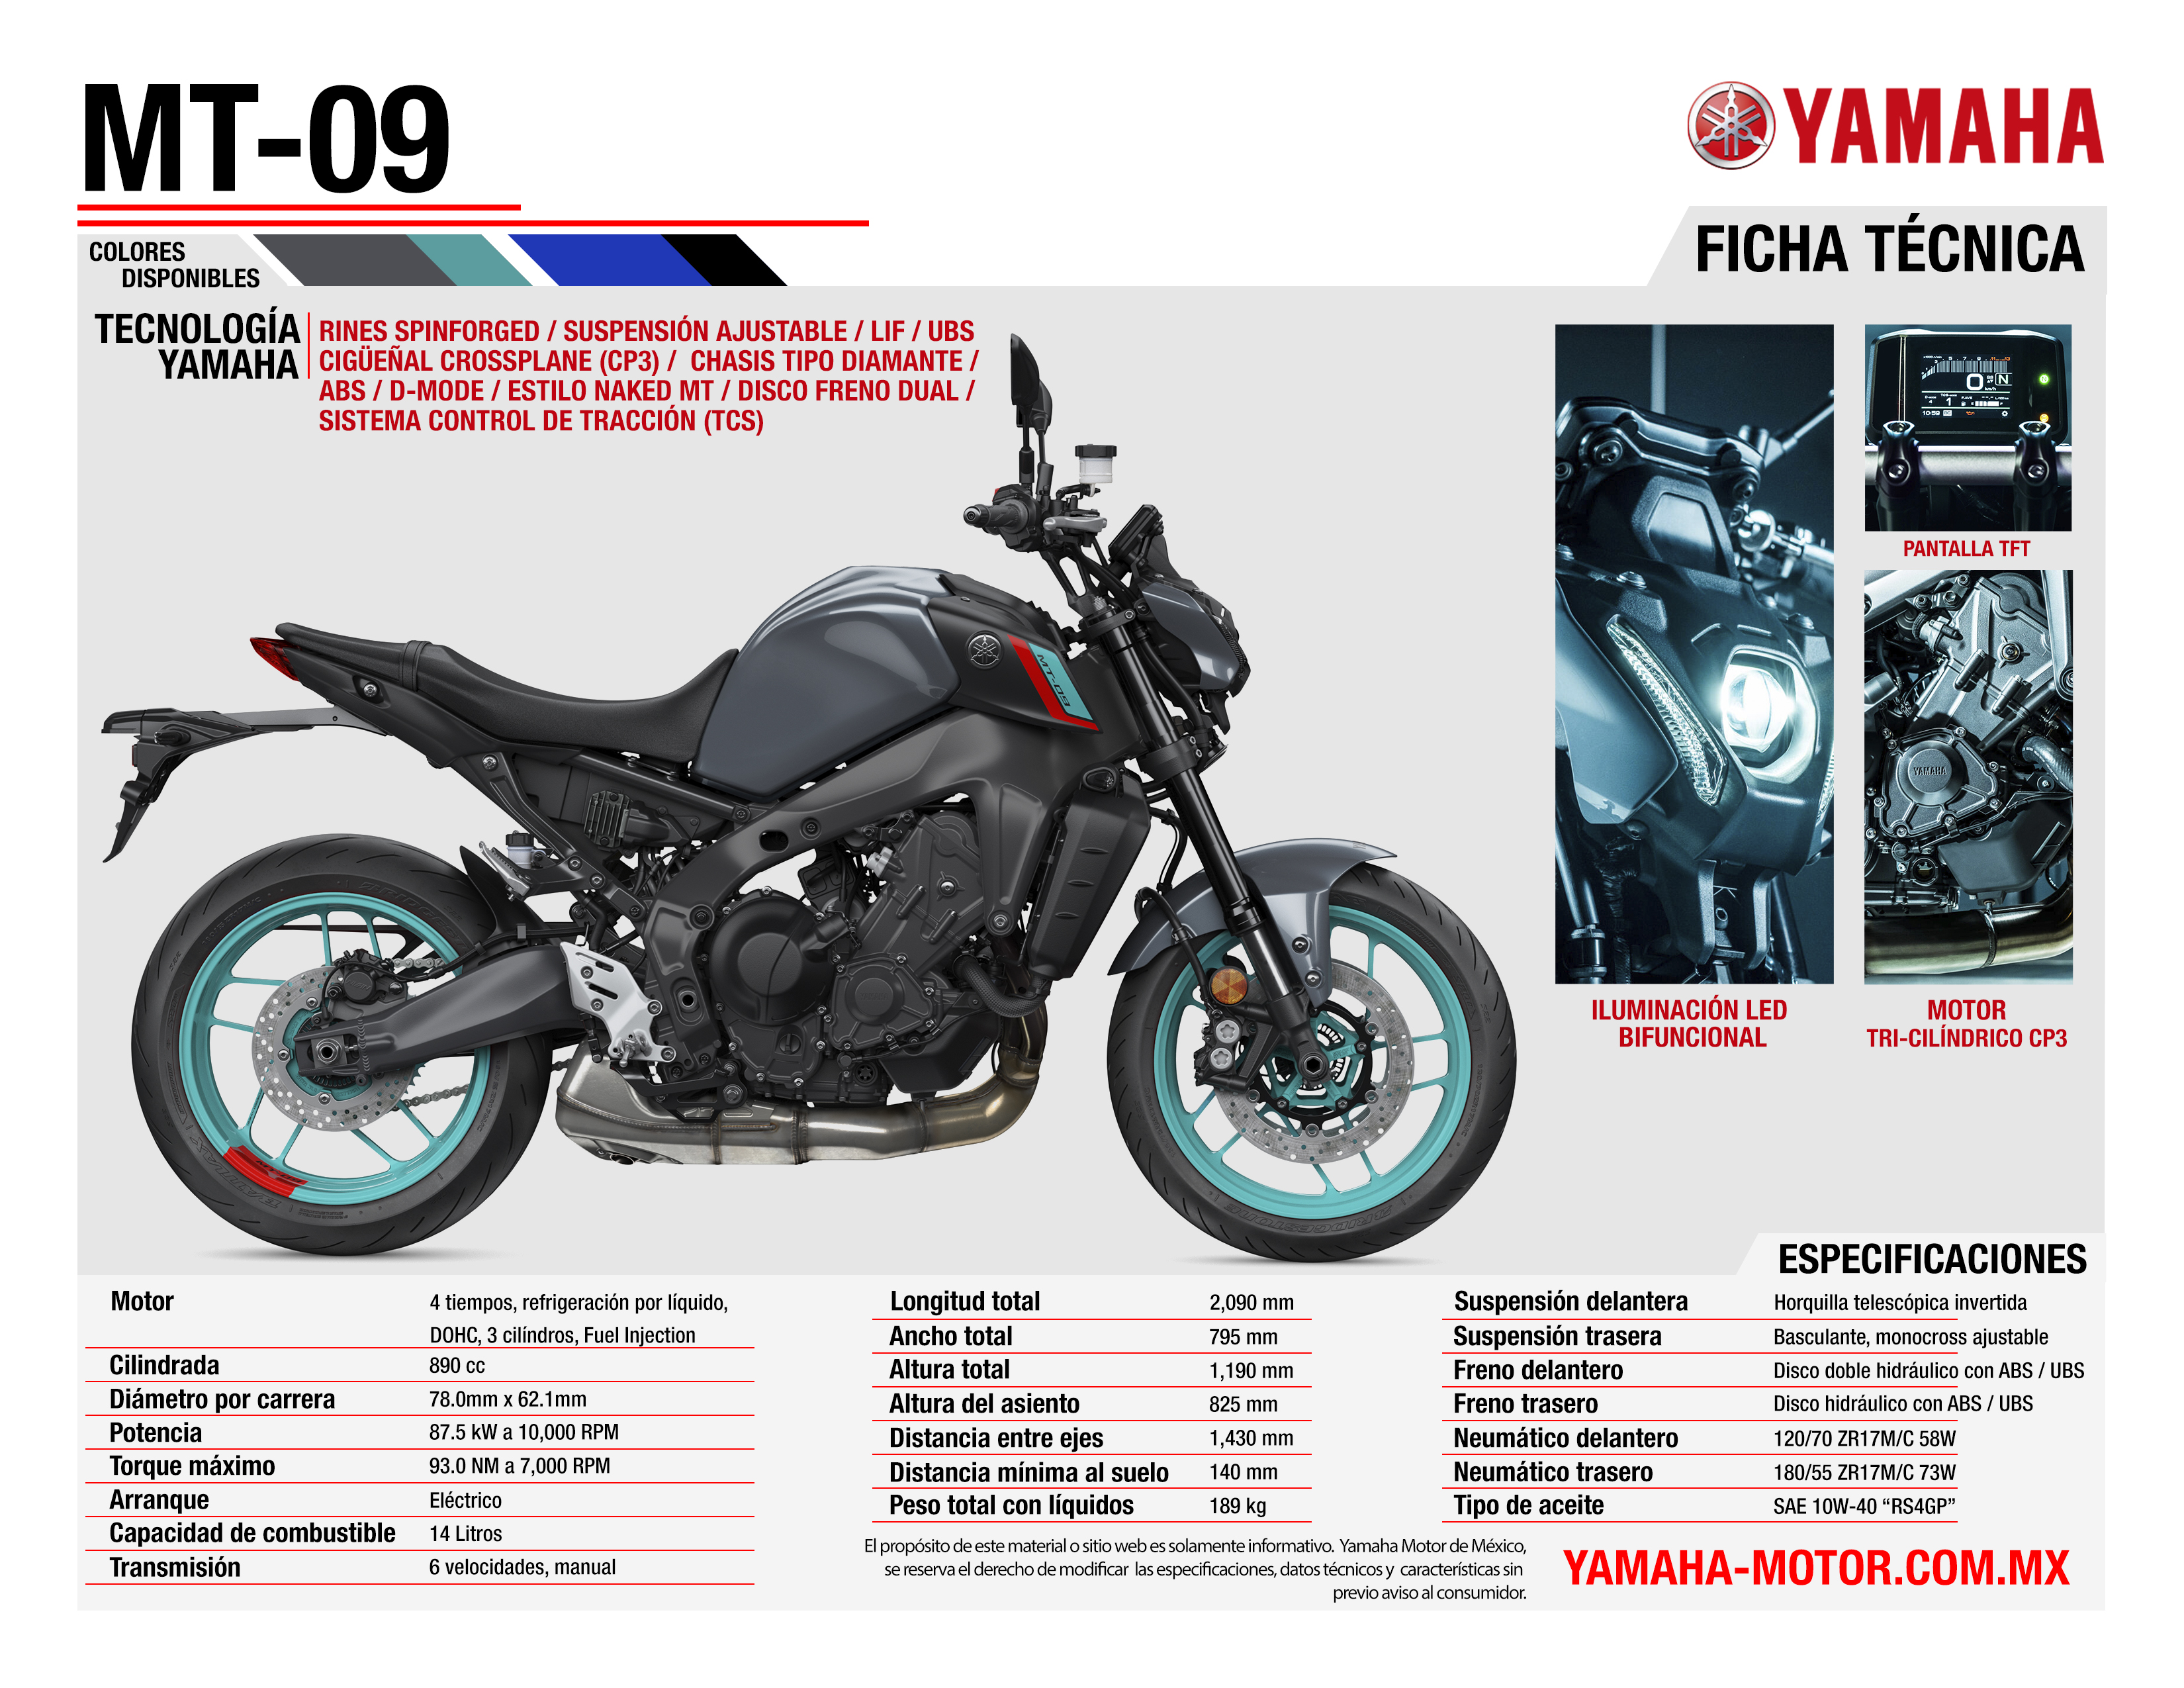 MT-09
YAMAHA
COLORES
DISPONIBLES
FICHA TÉCNICA
TECNOLOGÍA
YAMAHA
RINES SPINFORGED / SUSPENSIÓN AJUSTABLE / LIF / UBS
CIGÜEÑAL CROSSPLANE (CP3) / CHASIS TIPO DIAMANTE /
ABS / D-MODE / ESTILO NAKED MT / DISCO FRENO DUAL /
SISTEMA CONTROL DE TRACCIÓN (TCS)
0 N
km/h
4 1
10:59
PANTALLA TFT
MT-09
YAMAHA
ILUMINACIÓN LED
BIFUNCIONAL
MOTOR
TRI-CILÍNDRICO CP3
BRIDGESTONE
ESPECIFICACIONES
Motor 4 tiempos, refrigeración por líquido,
DOHC, 3 cilíndros, Fuel Injection
Cilindrada 890 cc
Diámetro por carrera 78.0mm x 62.1mm
Potencia 87.5 kW a 10,000 RPM
Torque máximo 93.0 NM a 7,000 RPM
Arranque Eléctrico
Capacidad de combustible 14 Litros
Transmisión 6 velocidades, manual
Longitud total 2,090 mm
Ancho total 795 mm
Altura total 1,190 mm
Altura del asiento 825 mm
Distancia entre ejes 1,430 mm
Distancia mínima al suelo 140 mm
Peso total con líquidos 189 kg
Suspensión delantera Horquilla telescópica invertida
Suspensión trasera Basculante, monocross ajustable
Freno delantero Disco doble hidráulico con ABS / UBS
Freno trasero Disco hidráulico con ABS / UBS
Neumático delantero 120/70 ZR17M/C 58W
Neumático trasero 180/55 ZR17M/C 73W
Tipo de aceite SAE 10W-40 “RS4GP”
El propósito de este material o sitio web es solamente informativo. Yamaha Motor de México,
se reserva el derecho de modificar las especificaciones, datos técnicos y características sin
previo aviso al consumidor.
YAMAHA-MOTOR.COM.MX